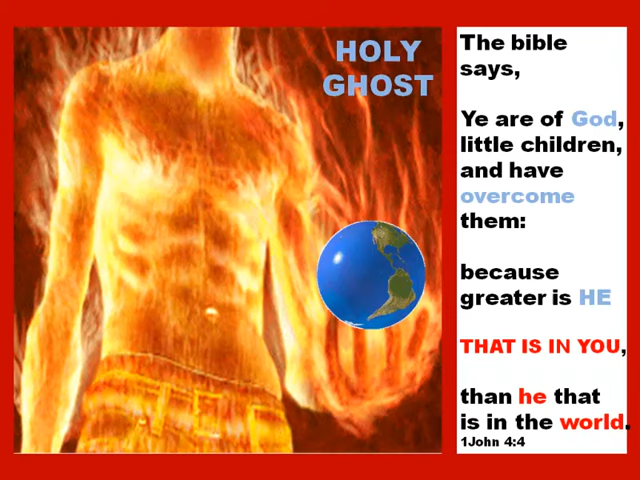 HOLY
GHOST
The bible
says,
Ye are of God,
little children,
and have
overcome
them:
because
greater is HE
THAT IS IN YOU,
than he that
is in the world.
1John 4:4